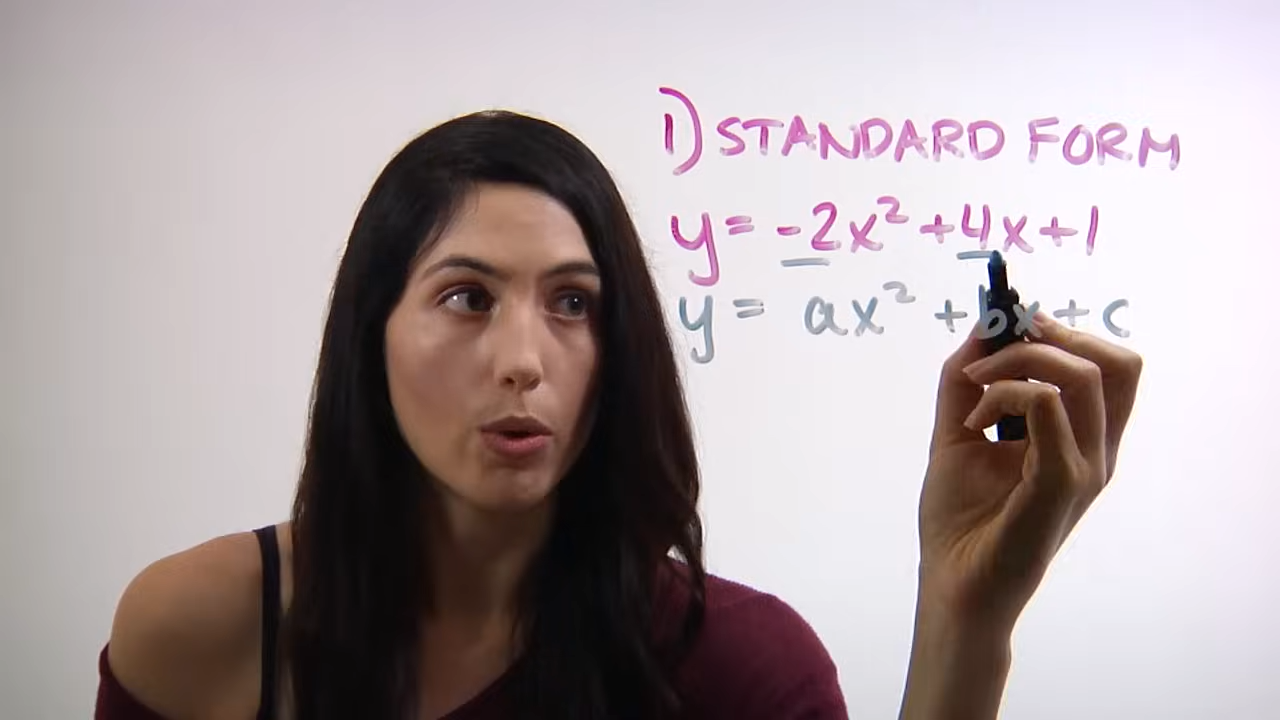 1) STANDARD FORM
y = -2x² + 4x + 1
y = ax² + bx + c